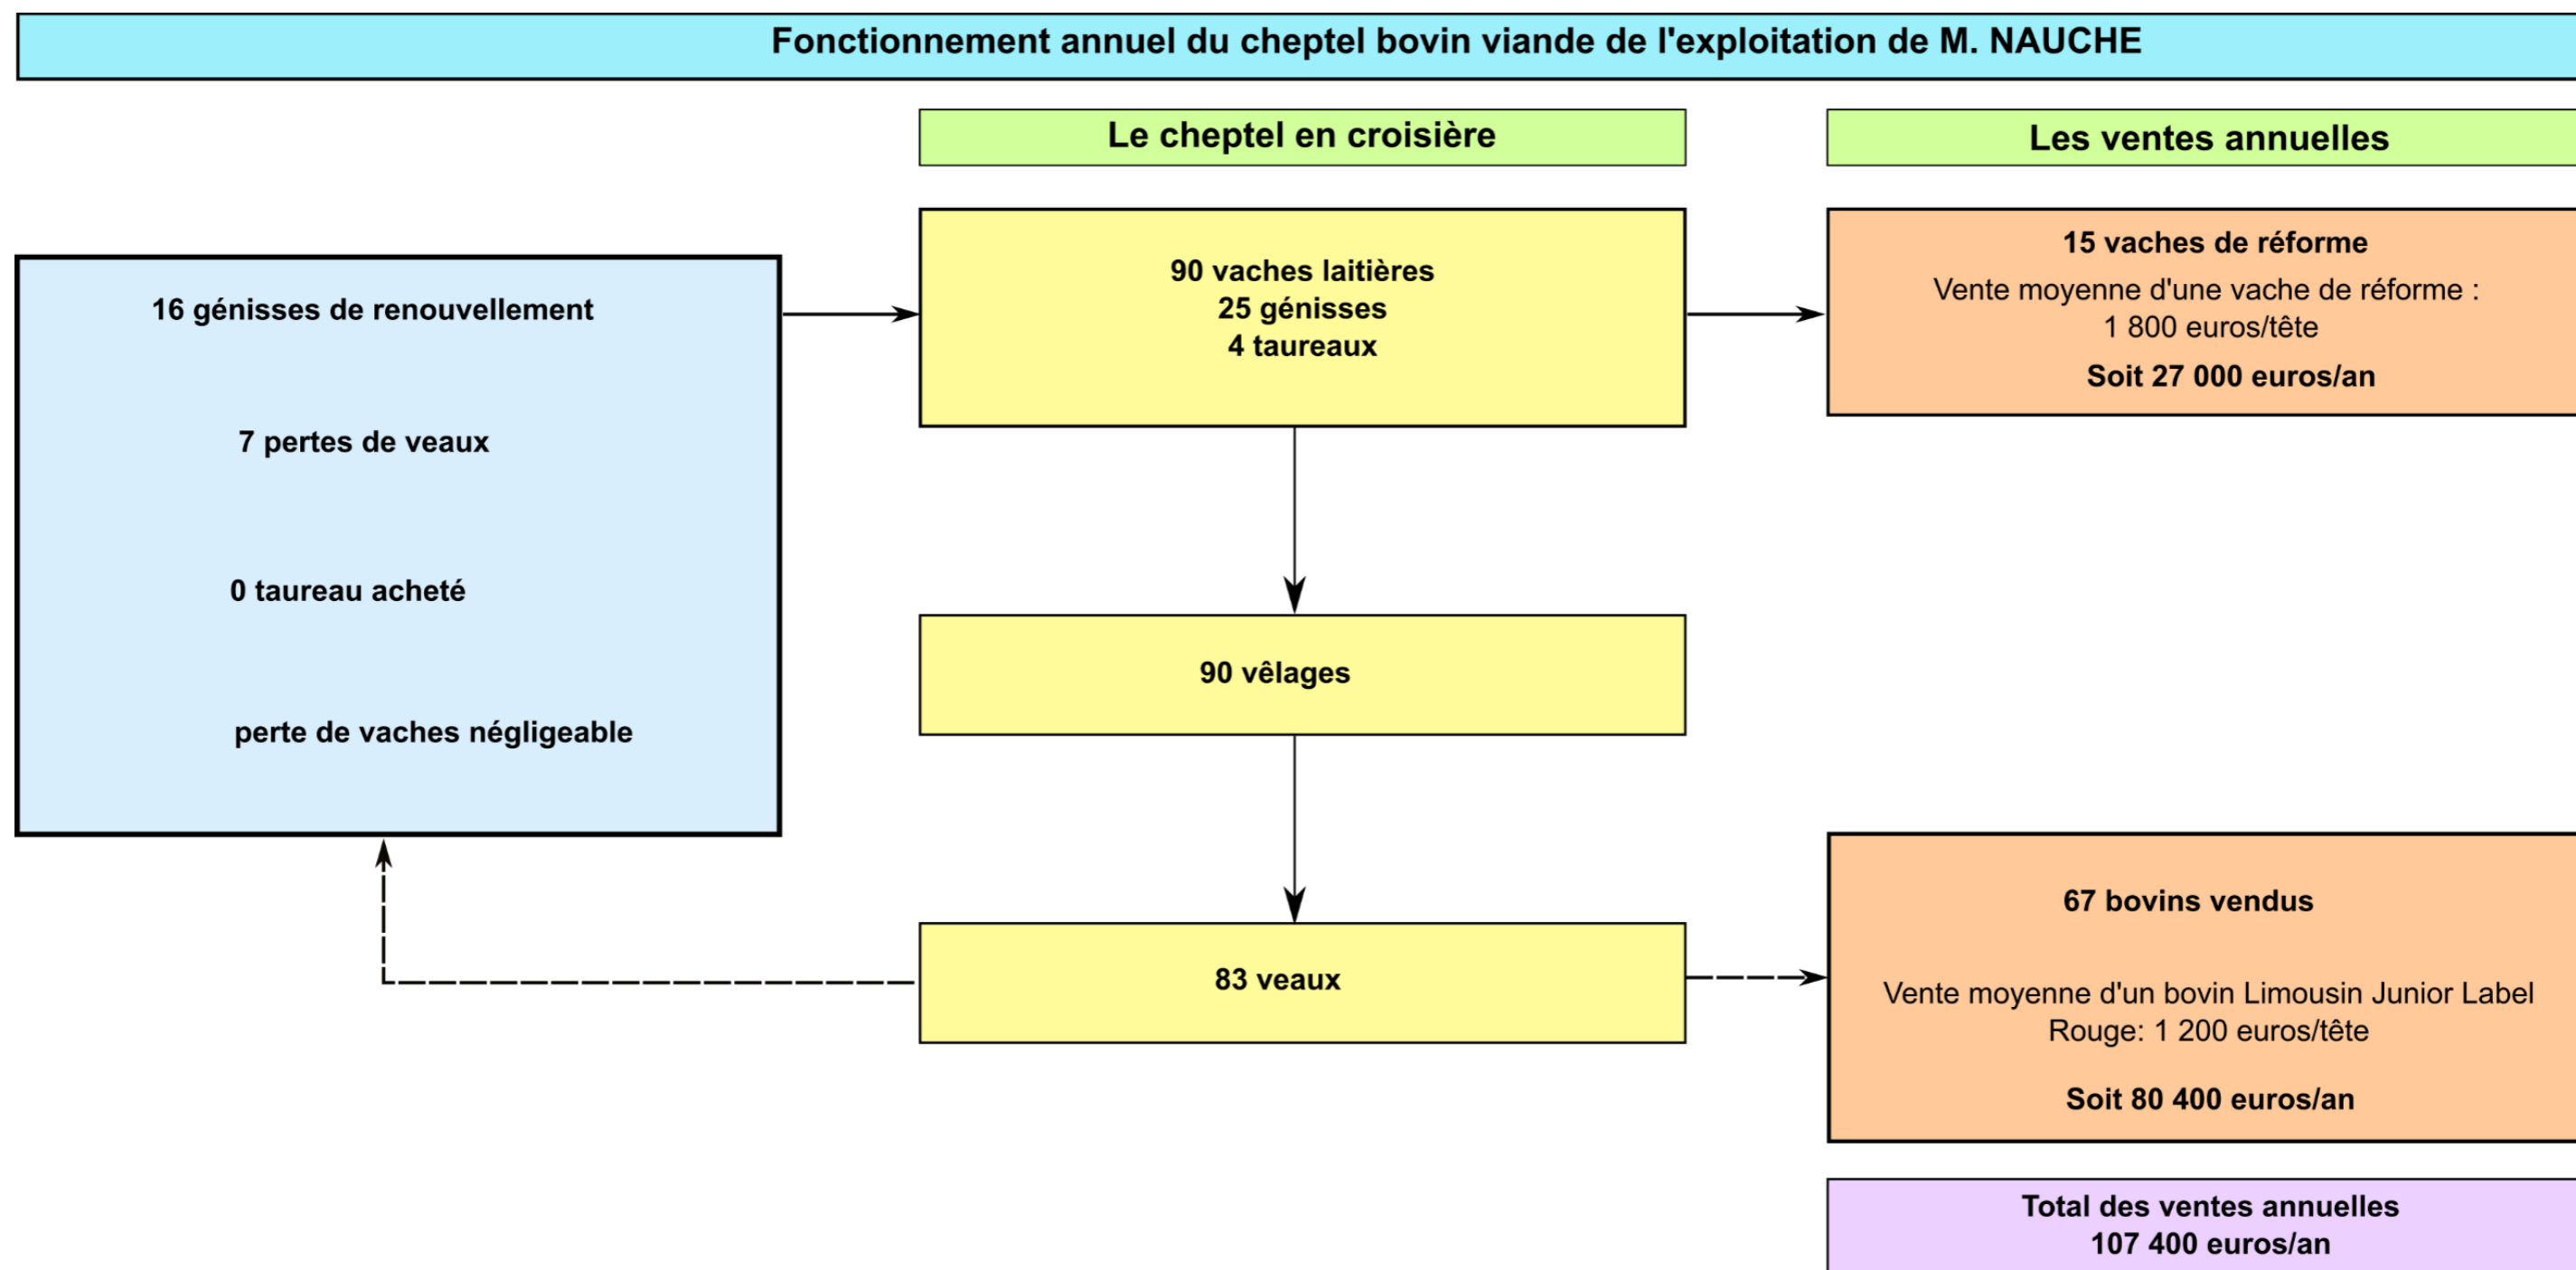 Fonctionnement annuel du cheptel bovin viande de l'exploitation de M. NAUCHE
Le cheptel en croisière
Les ventes annuelles
16 génisses de renouvellement
7 pertes de veaux
0 taureau acheté
perte de vaches négligeable
90 vaches laitières
25 génisses
4 taureaux
90 vêlages
83 veaux
15 vaches de réforme
Vente moyenne d'une vache de réforme :
1 800 euros/tête
Soit 27 000 euros/an
67 bovins vendus
Vente moyenne d'un bovin Limousin Junior Label
Rouge: 1 200 euros/tête
Soit 80 400 euros/an
Total des ventes annuelles
107 400 euros/an